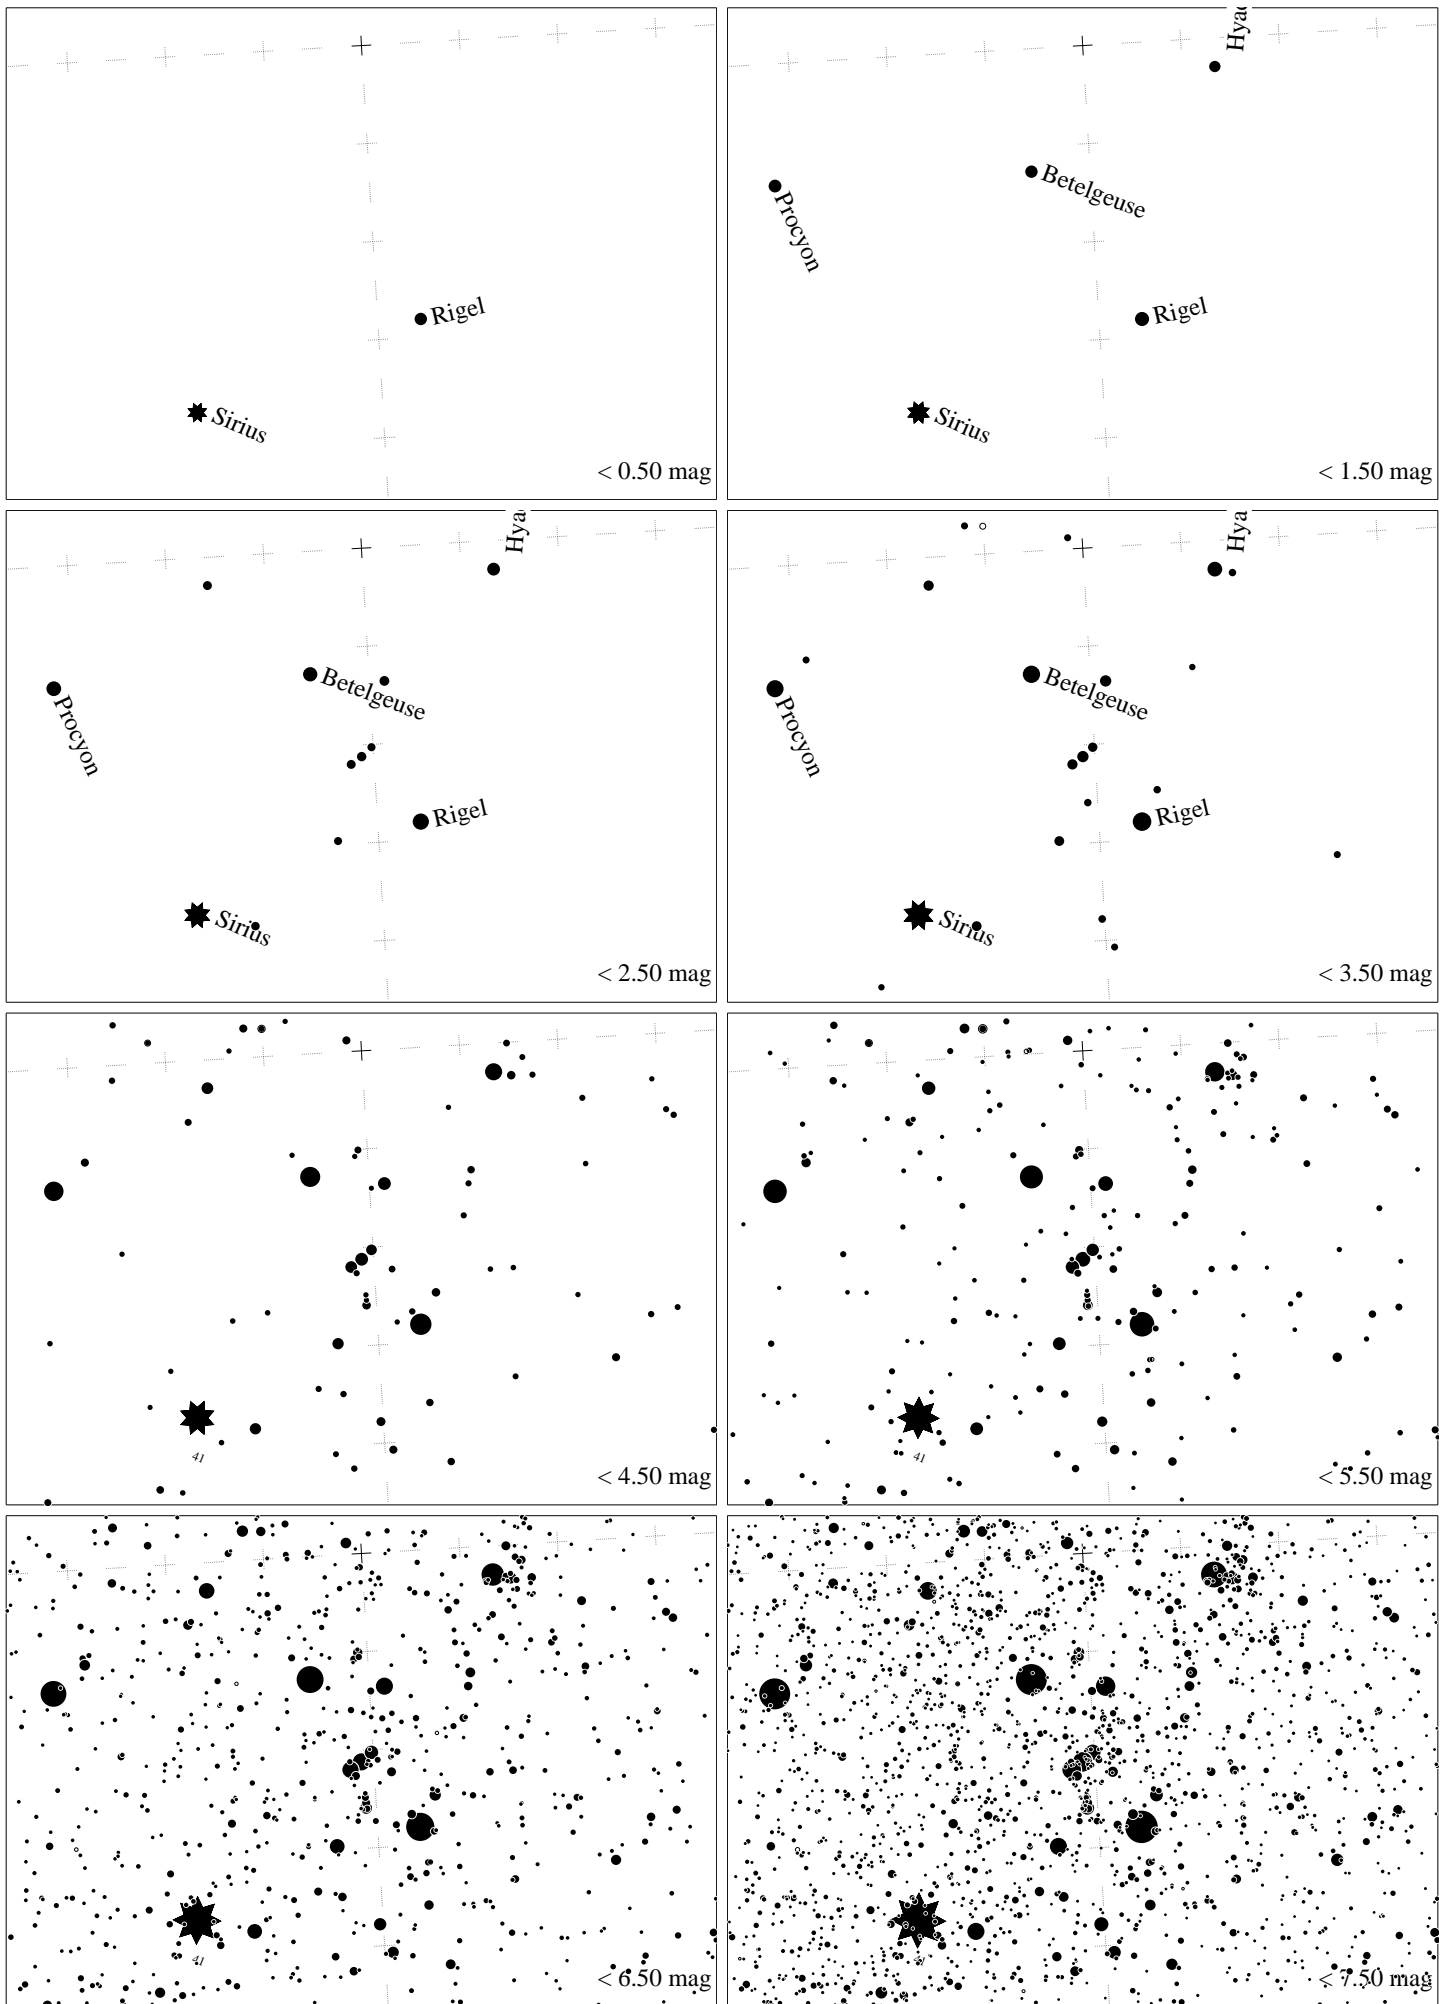 Rigel
Sirius
< 0.50 mag
Betelgeuse
Procyon
Rigel
Sirius
< 1.50 mag
Hya
Betelgeuse
Procyon
Rigel
Sirius
< 2.50 mag
Hya
Betelgeuse
Procyon
Rigel
Sirius
< 3.50 mag
41
< 4.50 mag
41
< 5.50 mag
41
< 6.50 mag
< 7.50 mag